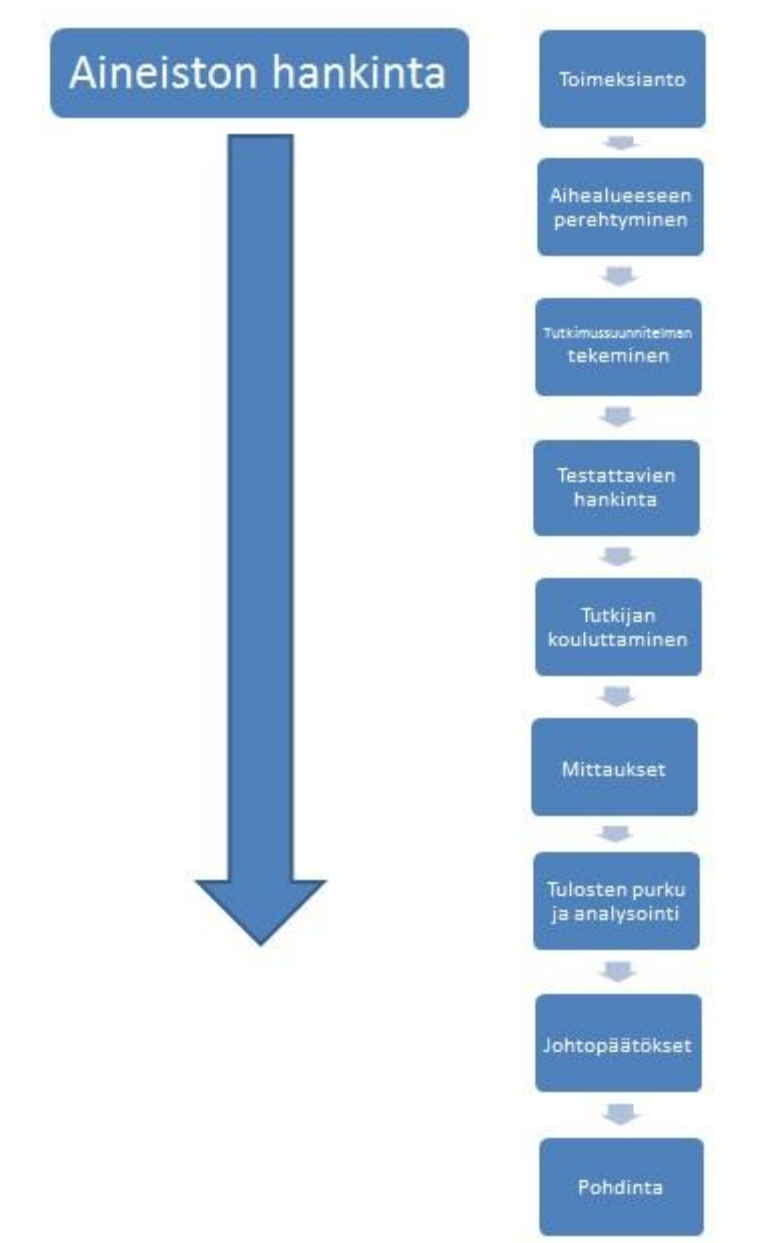 Aineiston hankinta
Toimeksianto
Aihealueeseen
perehtyminen
Tutkimussuunnitelman
tekeminen
Testattavien
hankinta
Tutkijan
kouluttaminen
Mittaukset
Tulosten purku
ja analysointi
Johtopäätökset
Pohdinta